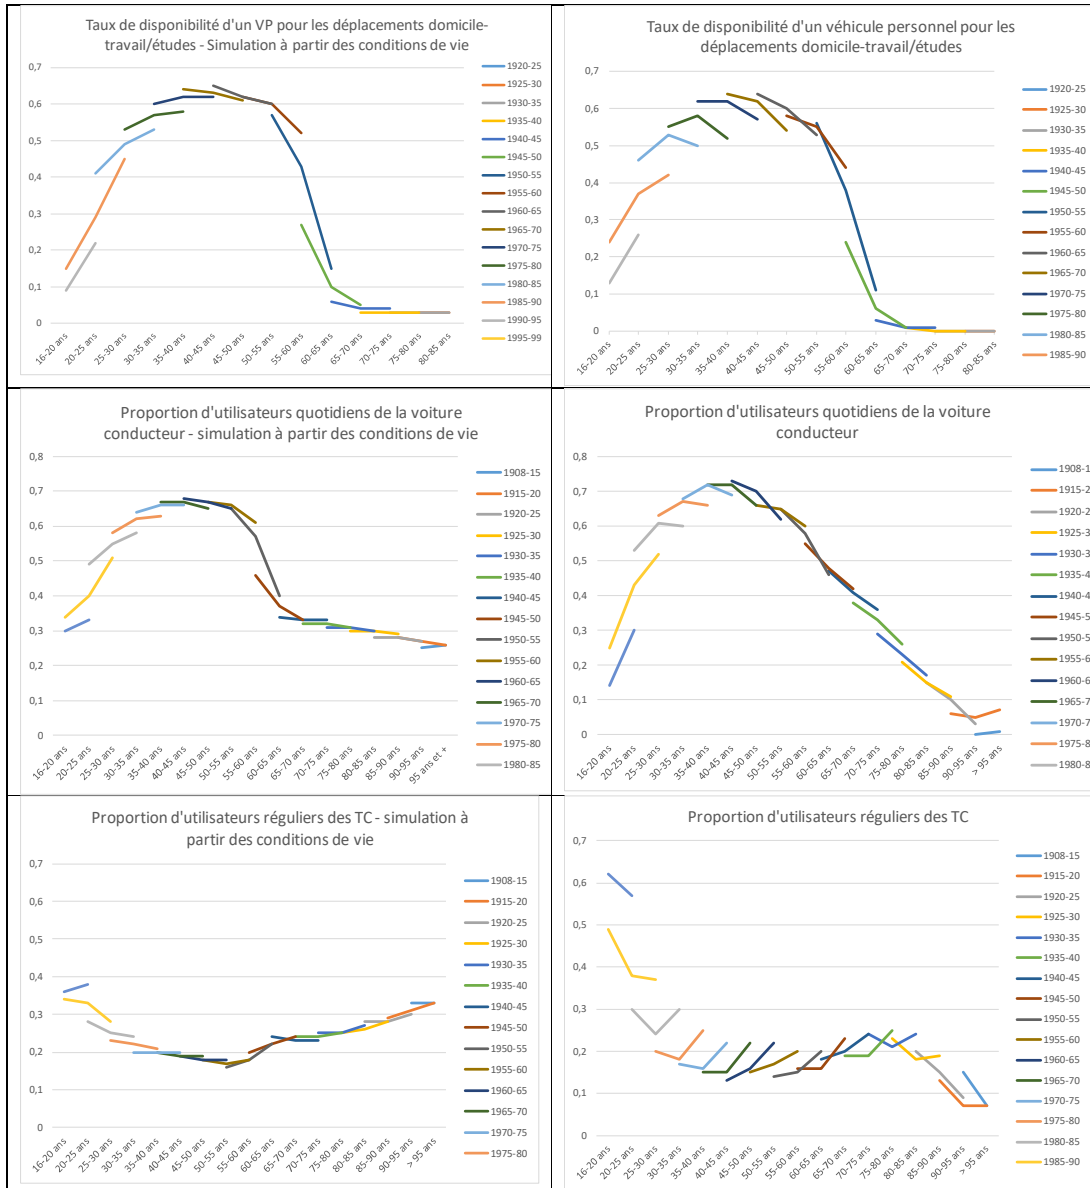 Taux de disponibilité d'un VP pour les déplacements domicile-
travail/études - Simulation à partir des conditions de vie
0,7
0,6
0,5
0,4
0,3
0,2
0,1
0
16-20 ans
20-25 ans
25-30 ans
30-35 ans
35-40 ans
40-45 ans
45-50 ans
50-55 ans
55-60 ans
60-65 ans
65-70 ans
70-75 ans
75-80 ans
80-85 ans
1920-25
1925-30
1930-35
1935-40
1940-45
1945-50
1950-55
1955-60
1960-65
1965-70
1970-75
1975-80
1980-85
1985-90
1990-95
1995-99
Taux de disponibilité d'un véhicule personnel pour les
déplacements domicile-travail/études
0,7
0,6
0,5
0,4
0,3
0,2
0,1
0
16-20 ans
20-25 ans
25-30 ans
30-35 ans
35-40 ans
40-45 ans
45-50 ans
50-55 ans
55-60 ans
60-65 ans
65-70 ans
70-75 ans
75-80 ans
80-85 ans
1920-25
1925-30
1930-35
1935-40
1940-45
1945-50
1950-55
1955-60
1960-65
1965-70
1970-75
1975-80
1980-85
1985-90
Proportion d'utilisateurs quotidiens de la voiture
conducteur - simulation à partir des conditions de vie
0,8
0,7
0,6
0,5
0,4
0,3
0,2
0,1
0
16-20 ans
20-25 ans
25-30 ans
30-35 ans
35-40 ans
40-45 ans
45-50 ans
50-55 ans
55-60 ans
60-65 ans
65-70 ans
70-75 ans
75-80 ans
80-85 ans
85-90 ans
90-95 ans
95 ans et +
1908-15
1915-20
1920-25
1925-30
1930-35
1935-40
1940-45
1945-50
1950-55
1955-60
1960-65
1965-70
1970-75
1975-80
1980-85
Proportion d'utilisateurs quotidiens de la voiture
conducteur
0,8
0,7
0,6
0,5
0,4
0,3
0,2
0,1
0
16-20 ans
20-25 ans
25-30 ans
30-35 ans
35-40 ans
40-45 ans
45-50 ans
50-55 ans
55-60 ans
60-65 ans
65-70 ans
70-75 ans
75-80 ans
80-85 ans
85-90 ans
90-95 ans
> 95 ans
1908-1
1915-2
1920-2
1925-3
1930-3
1935-4
1940-4
1945-5
1950-5
1955-6
1960-6
1965-7
1970-7
1975-8
1980-8
Proportion d'utilisateurs réguliers des TC - simulation à
partir des conditions de vie
0,7
0,6
0,5
0,4
0,3
0,2
0,1
0
16-20 ans
20-25 ans
25-30 ans
30-35 ans
35-40 ans
40-45 ans
45-50 ans
50-55 ans
55-60 ans
60-65 ans
65-70 ans
70-75 ans
75-80 ans
80-85 ans
85-90 ans
90-95 ans
> 95 ans
1908-15
1915-20
1920-25
1925-30
1930-35
1935-40
1940-45
1945-50
1950-55
1955-60
1960-65
1965-70
1970-75
1975-80
Proportion d'utilisateurs réguliers des TC
0,7
0,6
0,5
0,4
0,3
0,2
0,1
0
16-20 ans
20-25 ans
25-30 ans
30-35 ans
35-40 ans
40-45 ans
45-50 ans
50-55 ans
55-60 ans
60-65 ans
65-70 ans
70-75 ans
75-80 ans
80-85 ans
85-90 ans
90-95 ans
> 95 ans
1908-15
1915-20
1920-25
1925-30
1930-35
1935-40
1940-45
1945-50
1950-55
1955-60
1960-65
1965-70
1970-75
1975-80
1980-85
1985-90